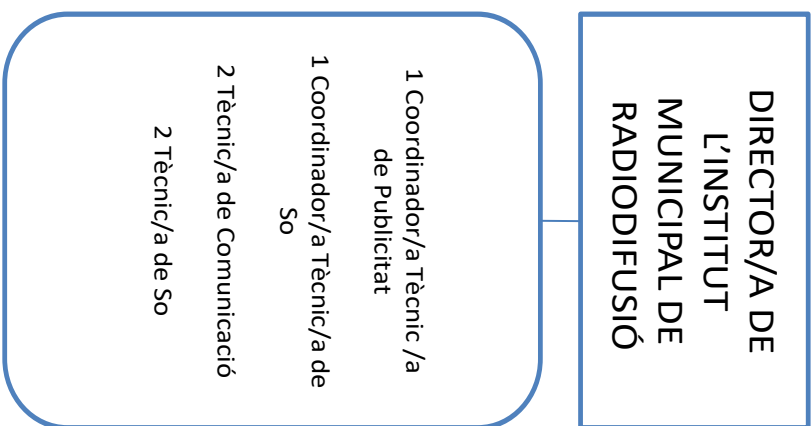 DIRECTOR/A DE
L’INSTITUT
MUNICIPAL DE
RADIODIFUSIÓ
1 Coordinador/a Tècnic /a
de Publicitat
1 Coordinador/a Tècnic/a de
So
2 Tècnic/a de Comunicació
2 Tècnic/a de So